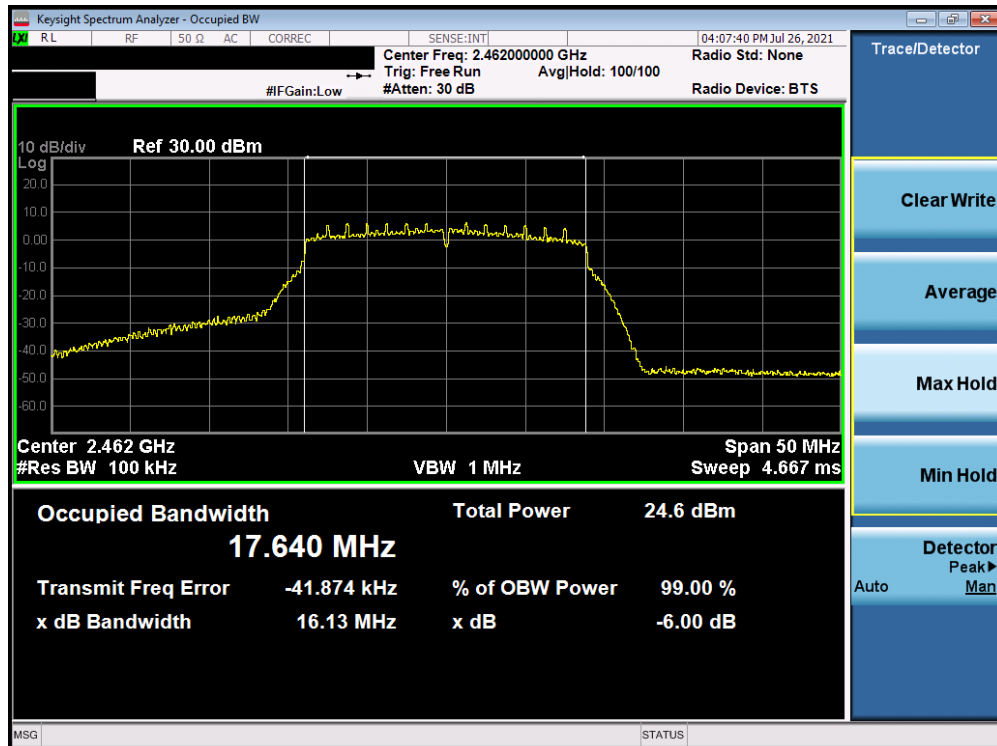 Keysight Spectrum Analyzer - Occupied BW
LXI RL RF 50 Ω AC CORREC SENSE:INT 04:07:40 PM Jul 26, 2021
Center Freq: 2.462000000 GHz Radio Std: None
Trig: Free Run Avg|Hold: 100/100
#IFGain:Low #Atten: 30 dB Radio Device: BTS
10 dB/div Ref 30.00 dBm
Log
20.0
10.0
0.00
-10.0
-20.0
-30.0
-40.0
-50.0
-60.0
Center 2.462 GHz Span 50 MHz
#Res BW 100 kHz VBW 1 MHz Sweep 4.667 ms
Occupied Bandwidth Total Power 24.6 dBm
17.640 MHz
Transmit Freq Error -41.874 kHz % of OBW Power 99.00 %
x dB Bandwidth 16.13 MHz x dB -6.00 dB
MSG STATUS
Trace/Detector
Clear Write
Average
Max Hold
Min Hold
Detector
Peak▶
Auto Man